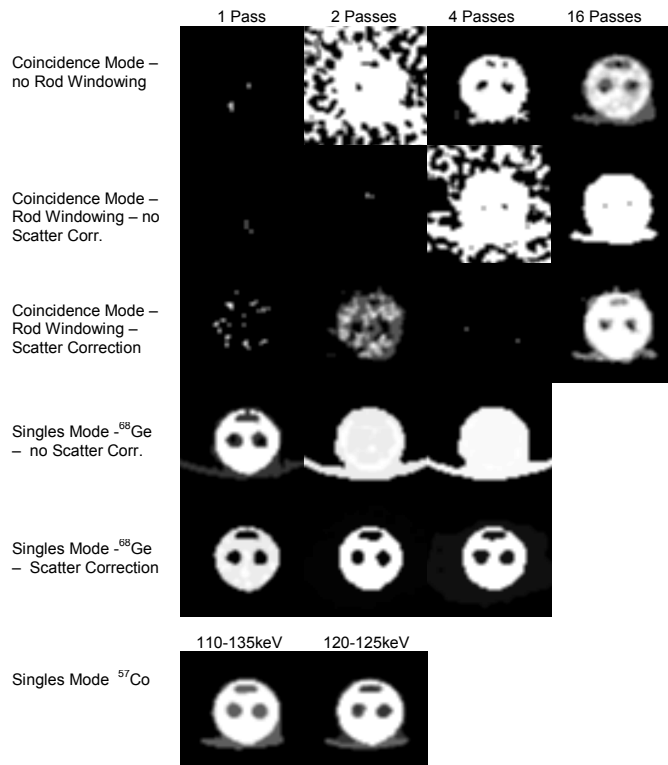 1 Pass 2 Passes 4 Passes 16 Passes
Coincidence Mode –
no Rod Windowing
Coincidence Mode –
Rod Windowing – no
Scatter Corr.
Coincidence Mode –
Rod Windowing –
Scatter Correction
Singles Mode -⁶⁸Ge
– no Scatter Corr.
Singles Mode -⁶⁸Ge
– Scatter Correction
110-135keV 120-125keV
Singles Mode ⁵⁷Co